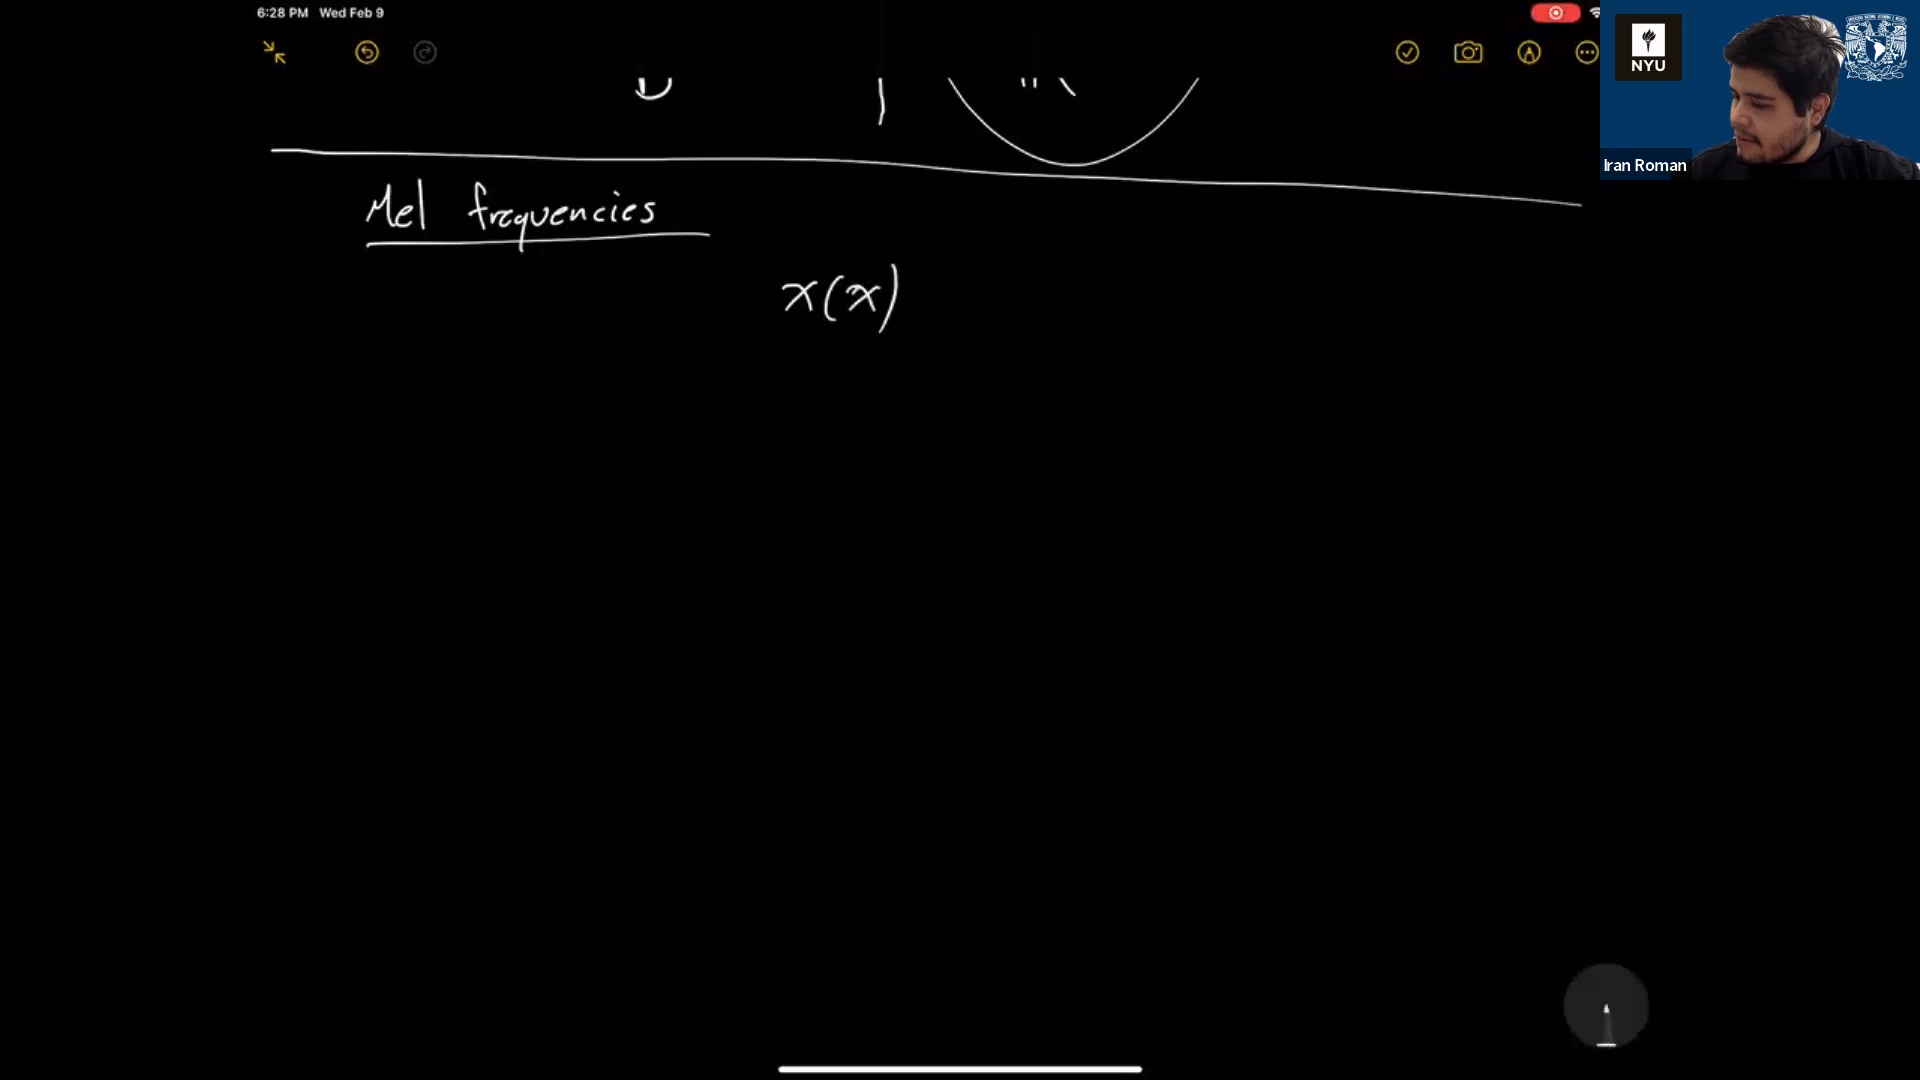 6:28 PM Wed Feb 9
NYU
Iran Roman
Mel frequencies
x(x)